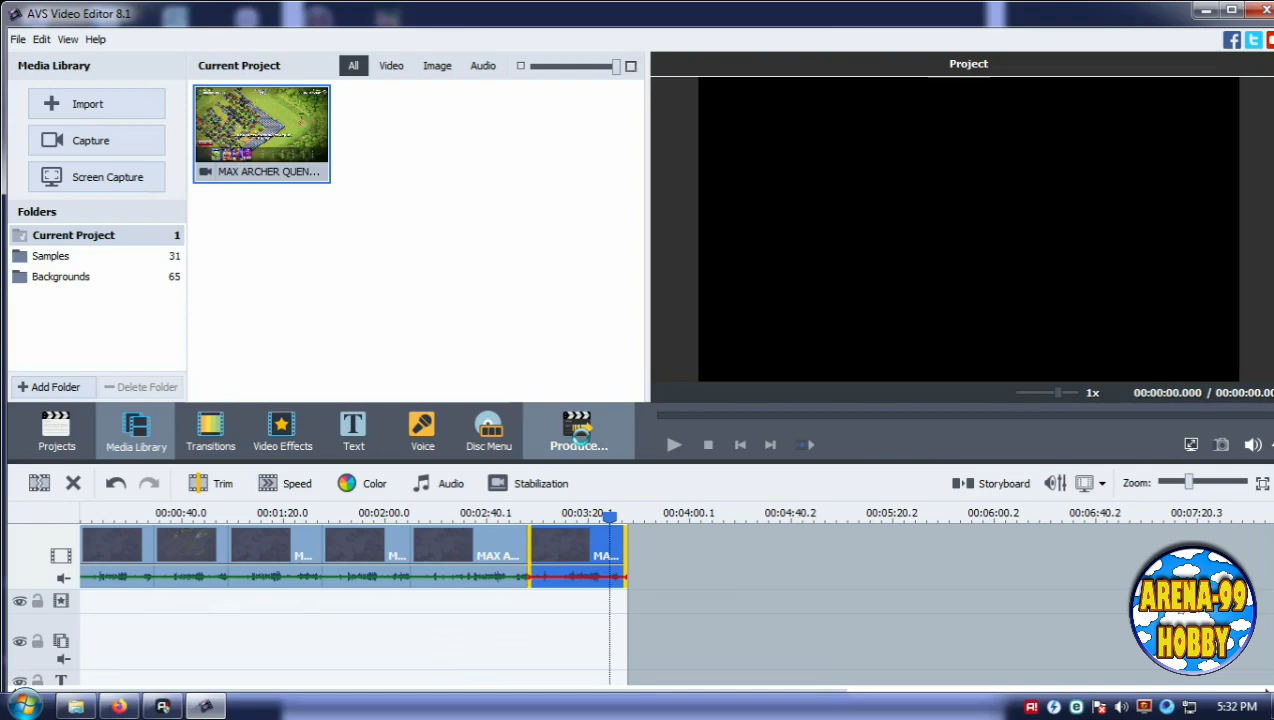 AVS Video Editor 8.1
File Edit View Help
Media Library
Import
Capture
Screen Capture
Folders
Current Project 1
Samples 31
Backgrounds 65
Add Folder
Delete Folder
Current Project
All Video Image Audio
MAX ARCHER QUEN...
Project
1x 00:00:00.000 / 00:00:00.00
Projects Media Library Transitions Video Effects Text Voice Disc Menu Produce...
Trim Speed Color Audio Stabilization Storyboard Zoom:
00:00:40.0 00:01:20.0 00:02:00.0 00:02:40.1 00:03:20.1 00:04:00.1 00:04:40.2 00:05:20.2 00:06:00.2 00:06:40.2 00:07:20.3
M... M... MAX A... MA...
ARENA-99
HOBBY
5:32 PM